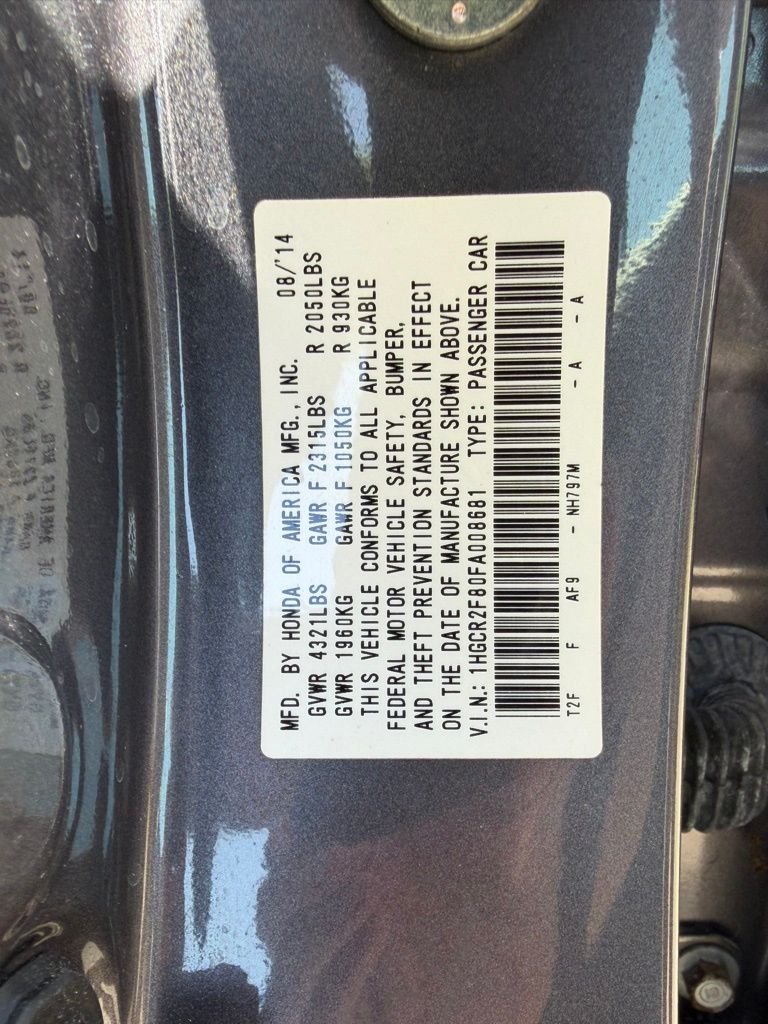 MFD. BY HONDA OF AMERICA MFG., INC. 08/'14
GVWR 4321LBS GAWR F 2315LBS R 2050LBS
GVWR 1960KG GAWR F 1050KG R 930KG
THIS VEHICLE CONFORMS TO ALL APPLICABLE
FEDERAL MOTOR VEHICLE SAFETY, BUMPER,
AND THEFT PREVENTION STANDARDS IN EFFECT
ON THE DATE OF MANUFACTURE SHOWN ABOVE.
V.I.N.: 1HGCR2F80FA008681 TYPE: PASSENGER CAR
T2F F AF9 - NH797M - A - A